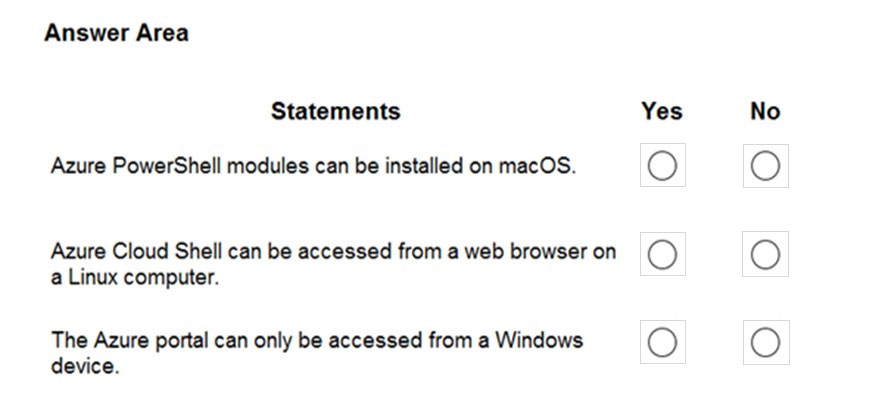 Answer Area
Statements Yes No
Azure PowerShell modules can be installed on macOS.
Azure Cloud Shell can be accessed from a web browser on
a Linux computer.
The Azure portal can only be accessed from a Windows
device.